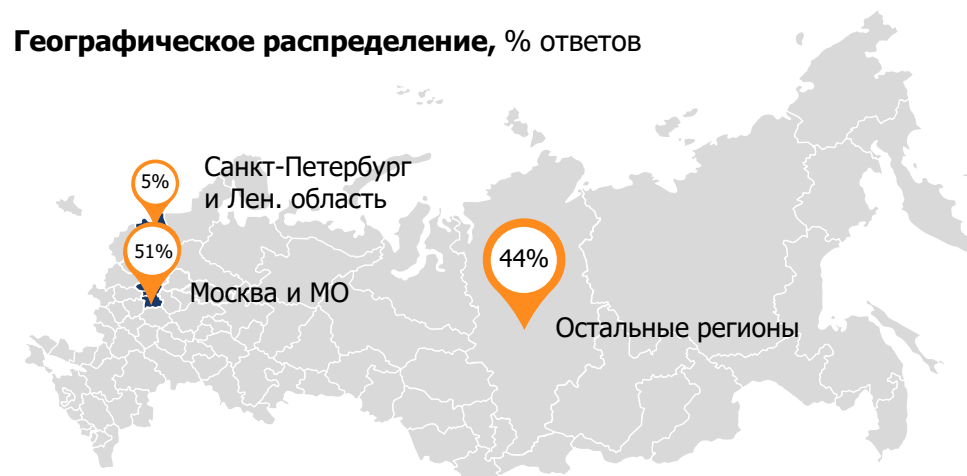 Географическое распределение, % ответов
5%
Санкт-Петербург
и Лен. область
51%
Москва и МО
44%
Остальные регионы